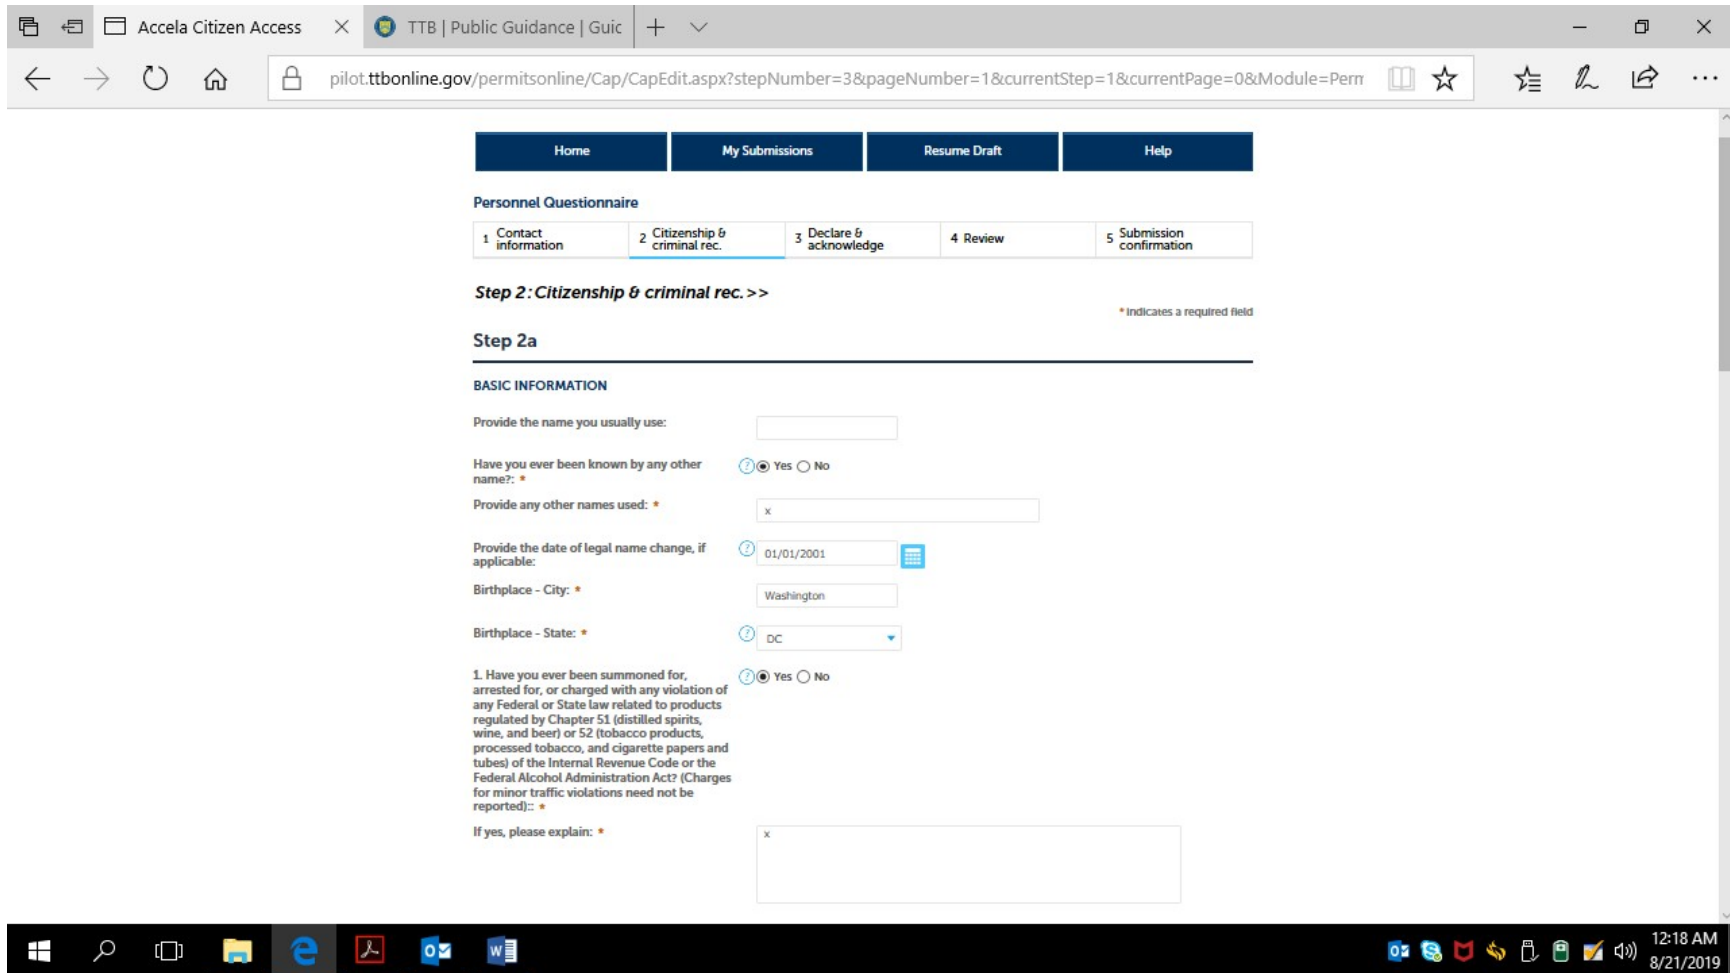 Accela Citizen Access
TTB | Public Guidance | Guic
pilot.ttbonline.gov/permitsonline/Cap/CapEdit.aspx?stepNumber=3&pageNumber=1&currentStep=1&currentPage=0&Module=Perm
Home My Submissions Resume Draft Help
Personnel Questionnaire
1 Contact information
2 Citizenship & criminal rec.
3 Declare & acknowledge
4 Review
5 Submission confirmation
Step 2:Citizenship & criminal rec.>>
* indicates a required field
Step 2a
BASIC INFORMATION
Provide the name you usually use:
Have you ever been known by any other
name?: *
? Yes No
Provide any other names used: *
x
Provide the date of legal name change, if
applicable:
? 01/01/2001
Birthplace - City: *
Washington
Birthplace - State: *
? DC
1. Have you ever been summoned for,
arrested for, or charged with any violation of
any Federal or State law related to products
regulated by Chapter 51 (distilled spirits,
wine, and beer) or 52 (tobacco products,
processed tobacco, and cigarette papers and
tubes) of the Internal Revenue Code or the
Federal Alcohol Administration Act? (Charges
for minor traffic violations need not be
reported):: *
? Yes No
If yes, please explain: *
x
12:18 AM
8/21/2019